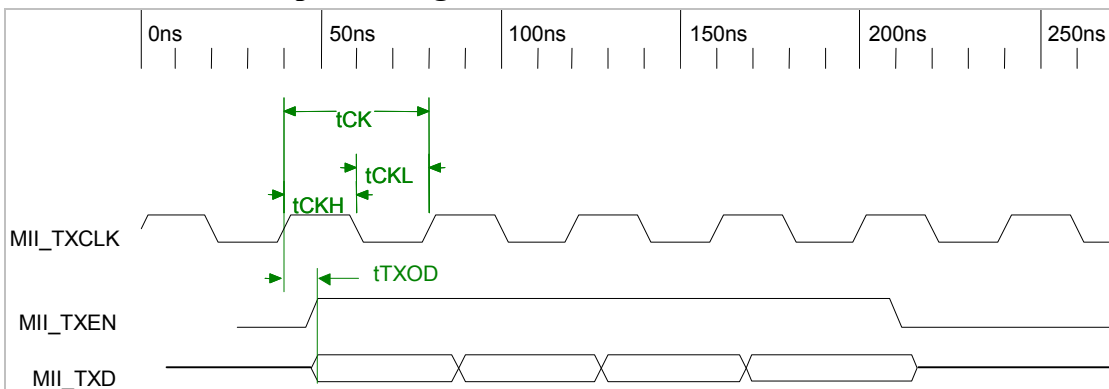 0ns 50ns 100ns 150ns 200ns 250ns
tCK
tCKL
tCKH
MII_TXCLK
tTXOD
MII_TXEN
MII_TXD